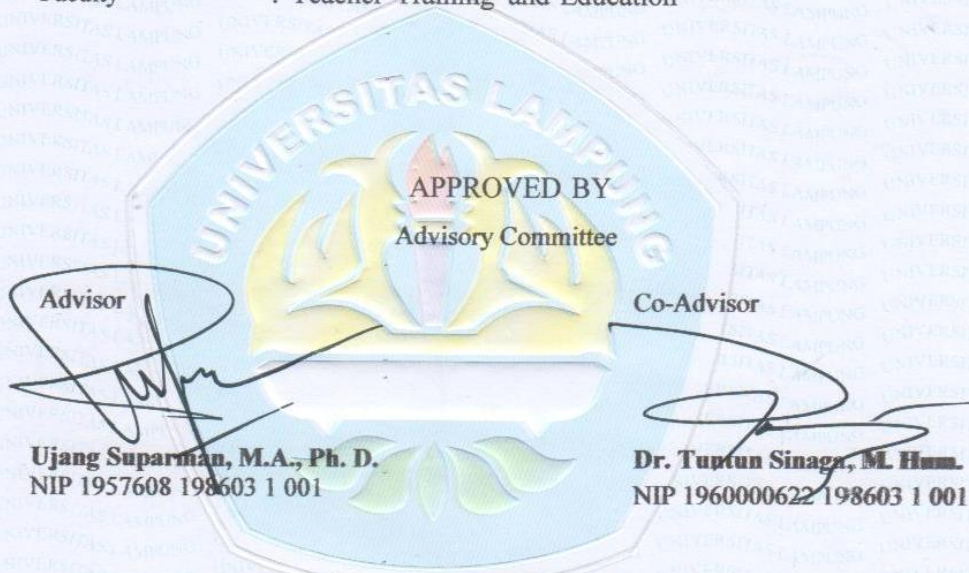 : Teacher Training and Education
UNIVERSITAS LAMPUNG
APPROVED BY
Advisory Committee
Advisor
Co-Advisor
Ujang Suparman, M.A., Ph. D.
NIP 1957608 198603 1 001
Dr. Tuntun Sinaga, M. Hum.
NIP 1960000622 198603 1 001